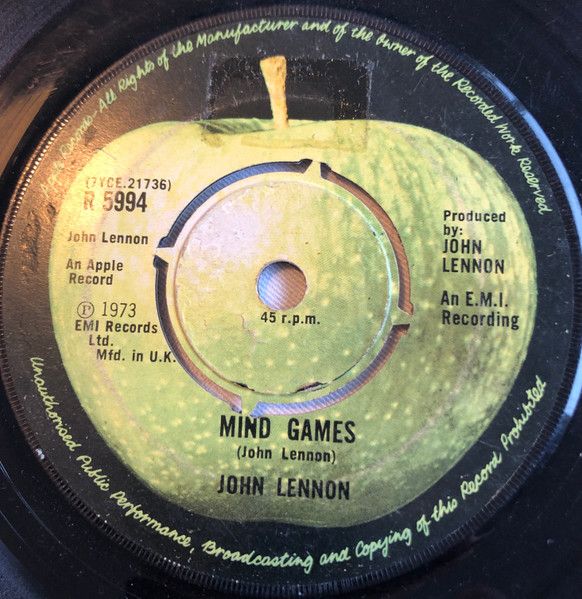 Apple Records - All Rights of the Manufacturer and of the Owner of the Recorded Work Reserved
(7YCE.21736)
R 5994
John Lennon
An Apple
Record
Ⓟ 1973
EMI Records
Ltd.
Mfd. in U.K.
45 r.p.m.
Produced
by:
JOHN
LENNON
An E.M.I.
Recording
MIND GAMES
(John Lennon)
JOHN LENNON
Unauthorised Public Performance, Broadcasting and Copying of this Record Prohibited.